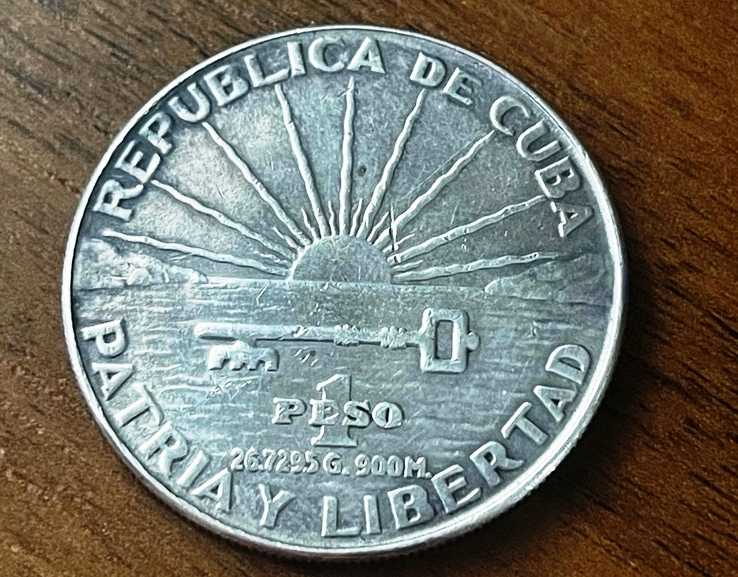 REPUBLICA DE CUBA
1
PESO
26.7295 G. 900 M.
PATRIA Y LIBERTAD